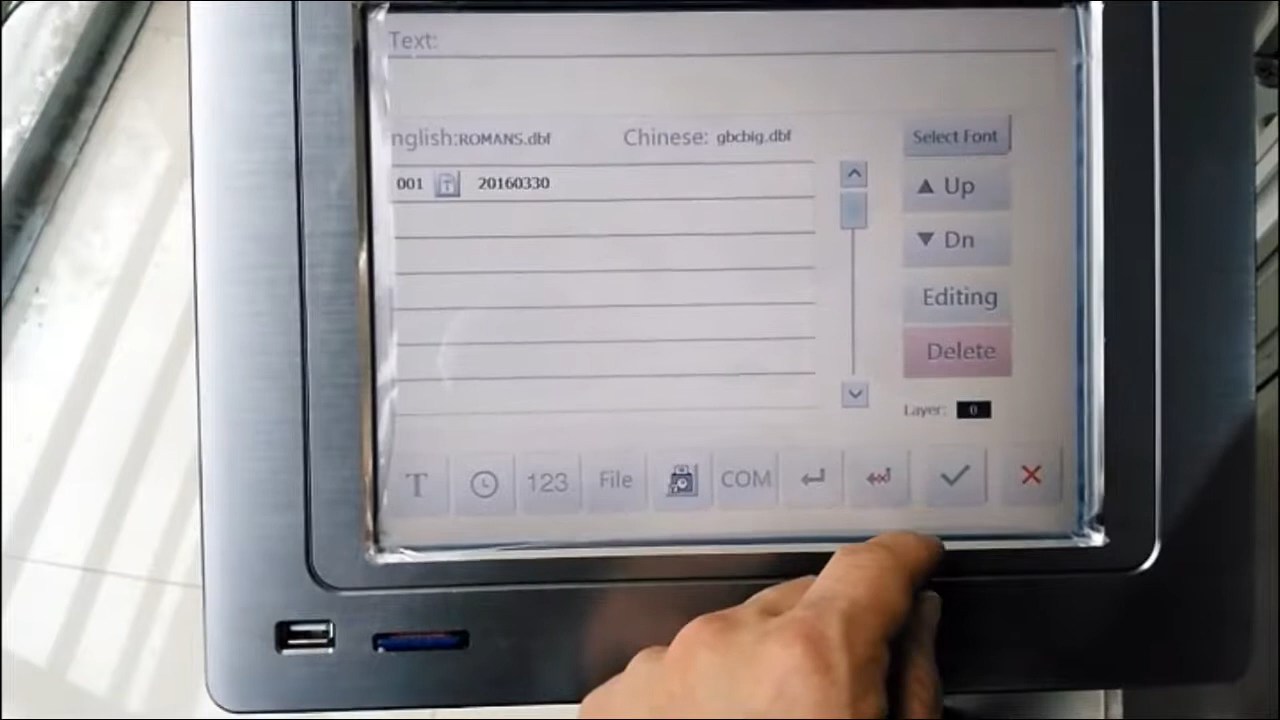 Text:
nglish:ROMANS.dbf Chinese: gbcbig.dbf Select Font
001 T 20160330
▲ Up
▼ Dn
Editing
Delete
Layer: 0
T 123 File COM